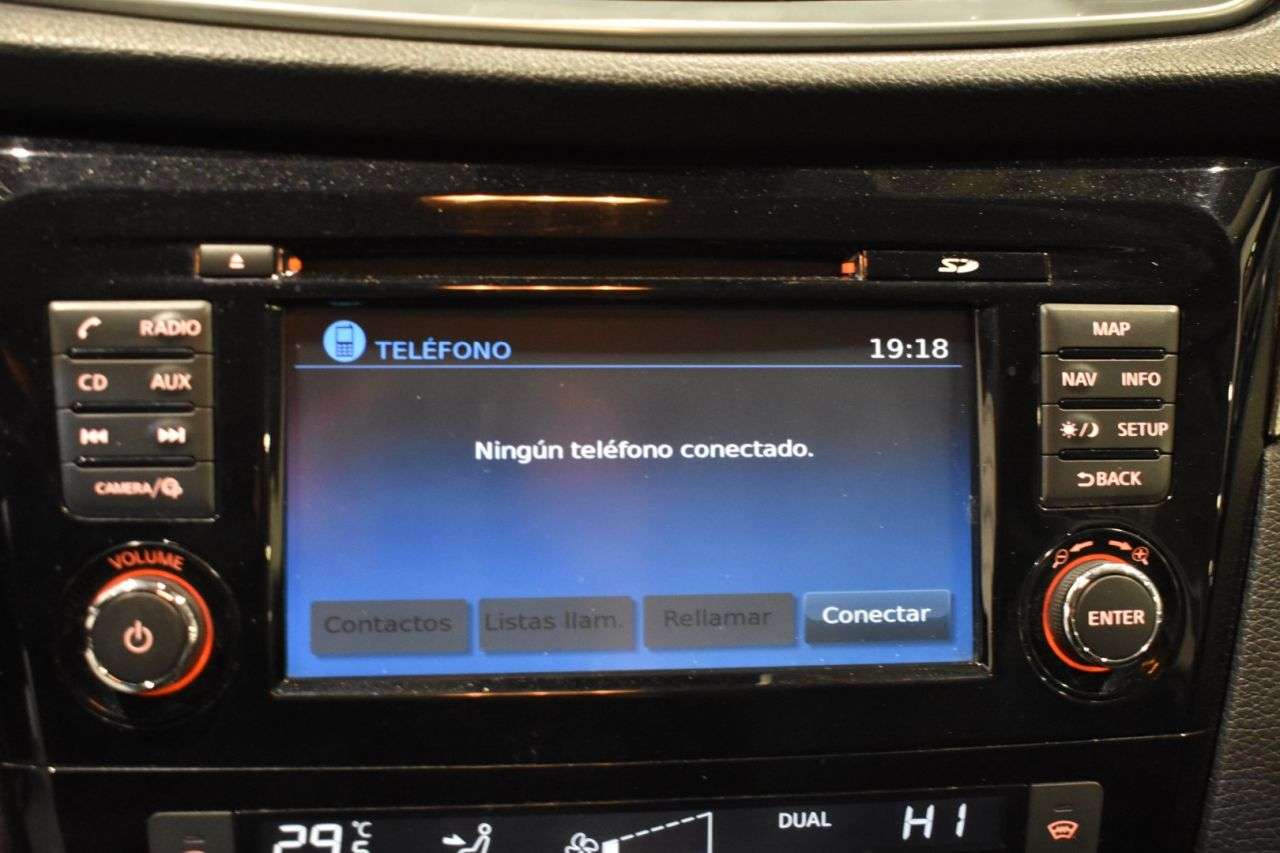 SD
RADIO
CD AUX
CAMERA/
VOLUME
TELÉFONO 19:18
Ningún teléfono conectado.
Contactos Listas llam. Rellamar Conectar
MAP
NAV INFO
SETUP
BACK
ENTER
29 °C DUAL HI